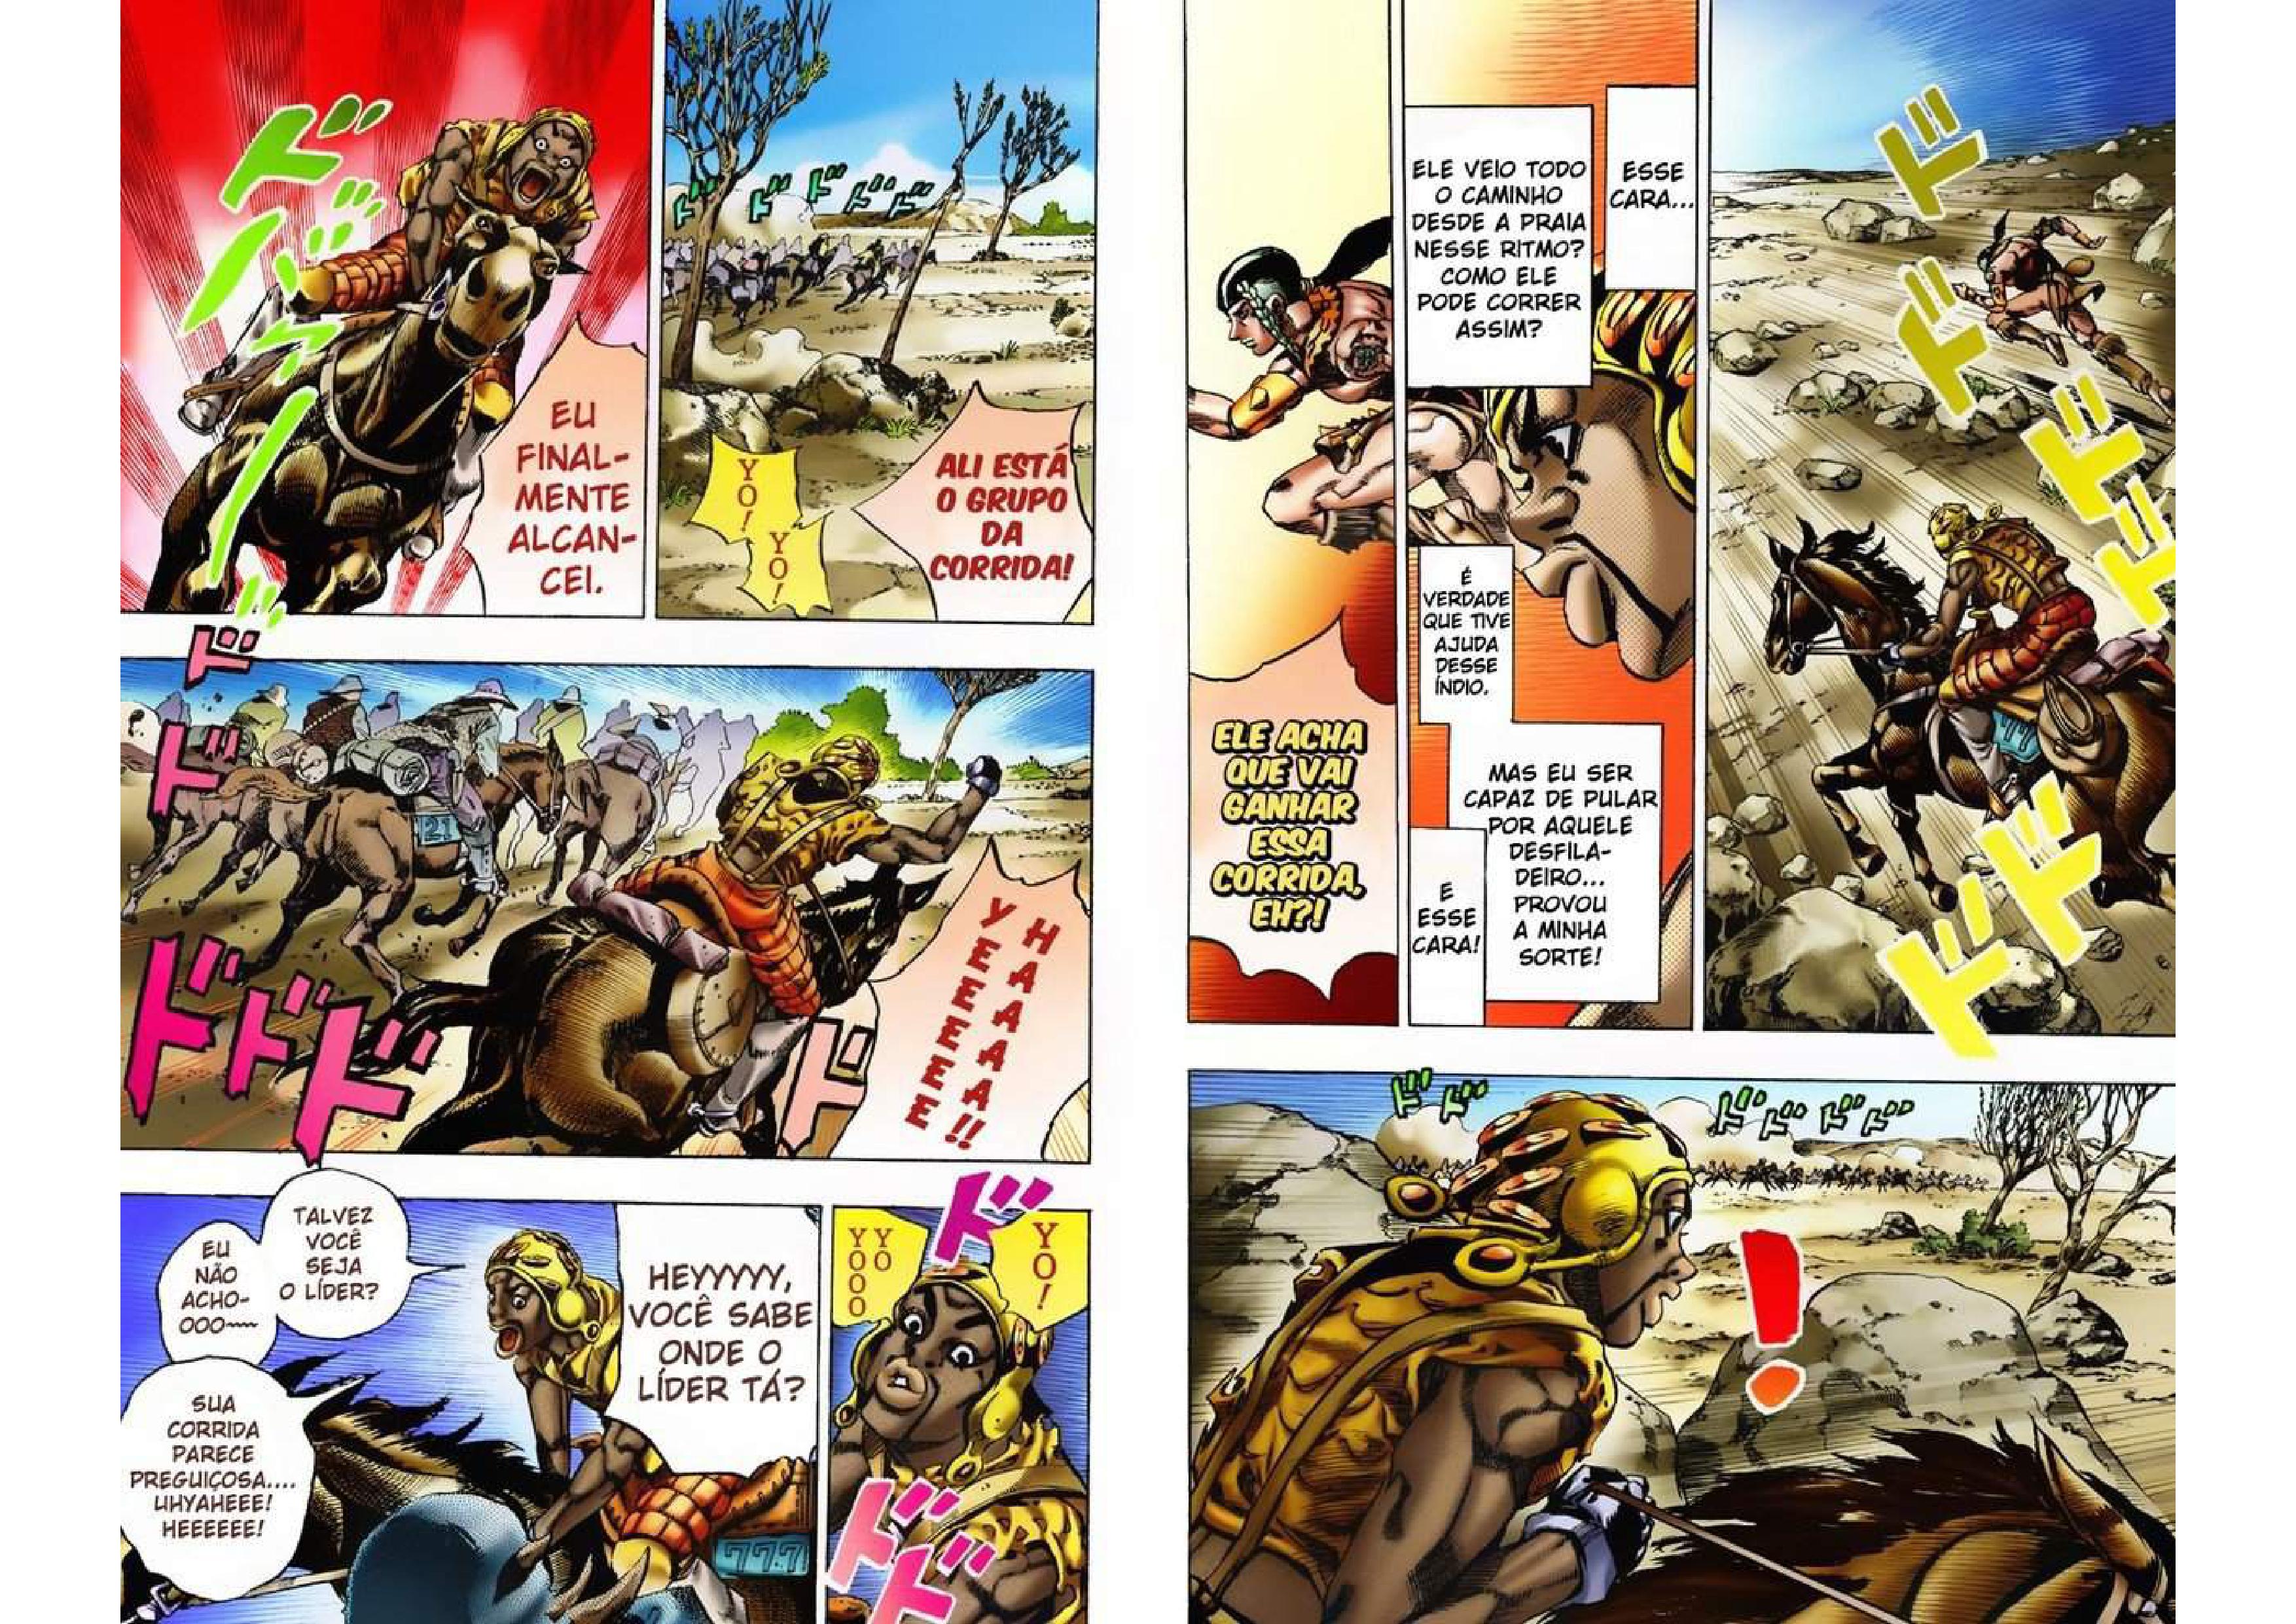 ESSE
CARA...
ELE VEIO TODO
O CAMINHO
DESDE A PRAIA
NESSE RITMO?
COMO ELE
PODE CORRER
ASSIM?
É
VERDADE
QUE TIVE
AJUDA
DESSE
ÍNDIO.
MAS EU SER
CAPAZ DE PULAR
POR AQUELE
DESFILA-
DEIRO...
PROVOU
A MINHA
SORTE!
E
ESSE
CARA!
ELE ACHA
QUE VAI
GANHAR
ESSA
CORRIDA,
EH?!
ドドドド
ドド
777
ドド
ドドドド
!
ALI ESTÁ
O GRUPO
DA
CORRIDA!
YO!
YO!
ドドドドド
EU
FINAL-
MENTE
ALCAN-
CEI.
ドドドド
HAAAAA!!
YEEEEEE
ドド
ドドド
ド
121
YO!
YO
YOOO
ド
ドド
HEYYYYY,
VOCÊ SABE
ONDE O
LÍDER TÁ?
TALVEZ
VOCÊ
SEJA
O LÍDER?
EU
NÃO
ACHO-
OOO~~
SUA
CORRIDA
PARECE
PREGUIÇOSA....
UHYAHEEE!
HEEEEEE!
777